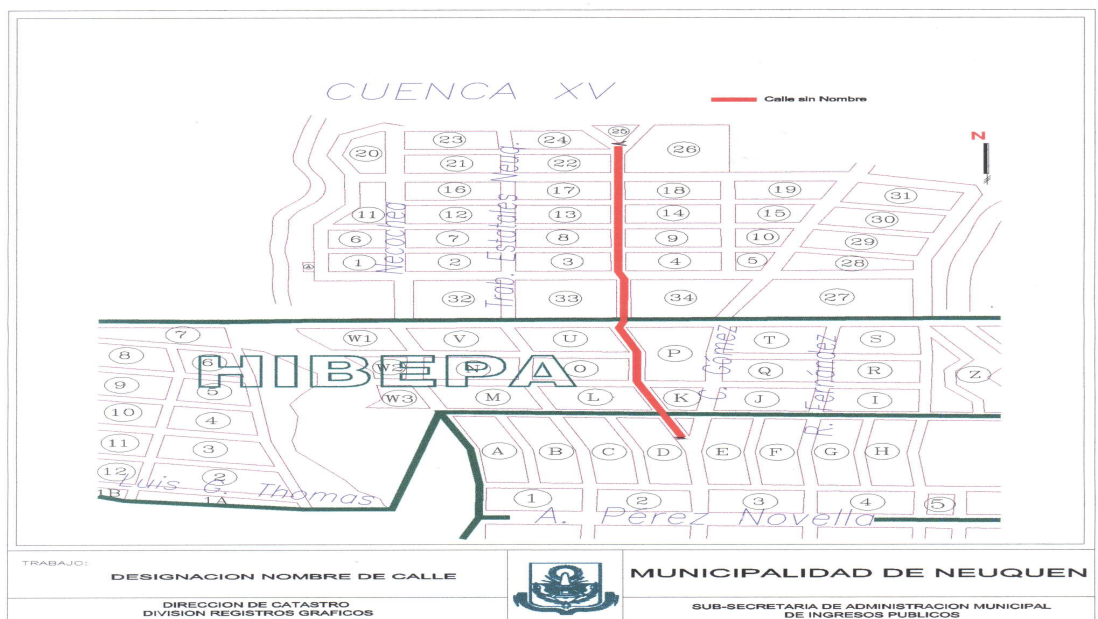 CUENCA XV
Calle sin Nombre
N
23 24 25 26
20 21 22
16 17 18 19 31
11 12 13 14 15 30
6 7 8 9 10 29
1 2 3 4 5 28
32 33 34 27
Necochea
Trab. Estatales Neuq.
7 W1 V U P T S
8 6 W2 N O Q R Z
HIBEPA
9 5 W3 M L K J I
C. Gómez
R. Fernández
10 4
11 3 A B C D E F G H
12 2
1B 1A
Luis G. Thomas
1 2 3 4 5
A. Pérez Novella
TRABAJO:
DESIGNACION NOMBRE DE CALLE
DIRECCION DE CATASTRO
DIVISION REGISTROS GRAFICOS
MUNICIPALIDAD DE NEUQUEN
SUB-SECRETARIA DE ADMINISTRACION MUNICIPAL
DE INGRESOS PUBLICOS